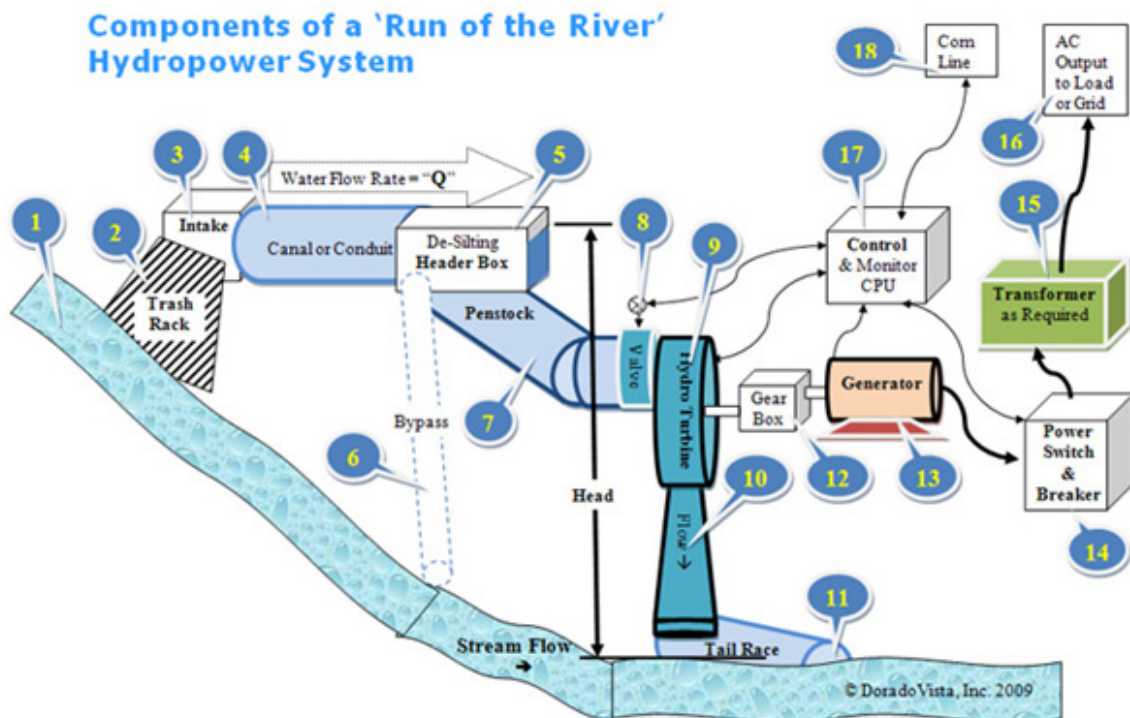 Components of a ‘Run of the River’
Hydropower System
18
Com
Line
AC
Output
to Load
or Grid
16
3
4
5
17
Water Flow Rate = “Q”
1
2
Intake
Canal or Conduit
De-Silting
Header Box
8
9
Control
& Monitor
CPU
15
Transformer
as Required
Trash
Rack
Penstock
Valve
Hydro Turbine
7
Gear
Box
Generator
Bypass
6
12
13
Power
Switch
&
Breaker
14
Head
10
Flow →
11
Stream Flow
→
Tail Race
© DoradoVista, Inc. 2009